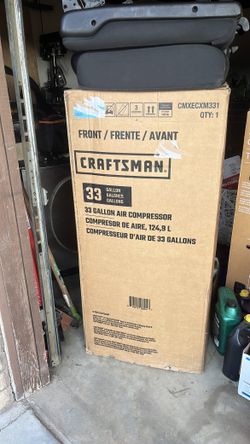 3
CMXECXM331
QTY: 1
FRONT / FRENTE / AVANT
CRAFTSMAN
33 GALLON
GALONES
GALLONS
33 GALLON AIR COMPRESSOR
COMPRESOR DE AIRE, 124,9 L
COMPRESSEUR D'AIR DE 33 GALLONS